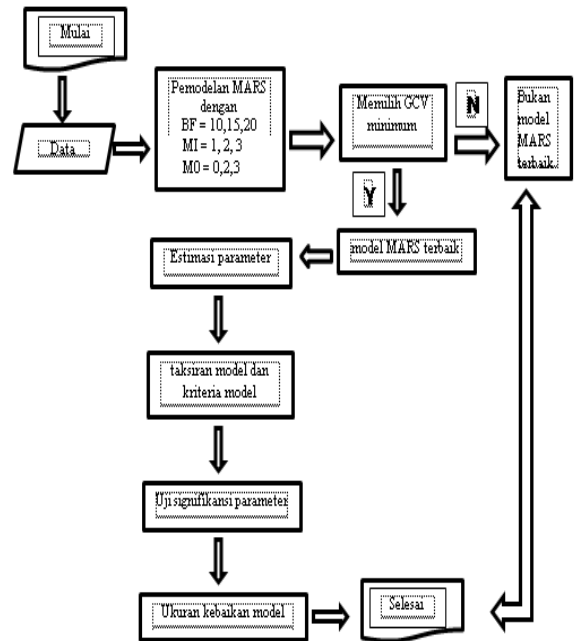 Mulai
Data
Pemodelan MARS
dengan
BF = 10,15,20
MI = 1, 2, 3
M0 = 0,2,3
Memilih GCV
minimum
N
Bukan
model
MARS
terbaik
Y
model MARS terbaik
Estimasi parameter
taksiran model dan
kriteria model
Uji signifikansi parameter
Ukuran kebaikan model
Selesai